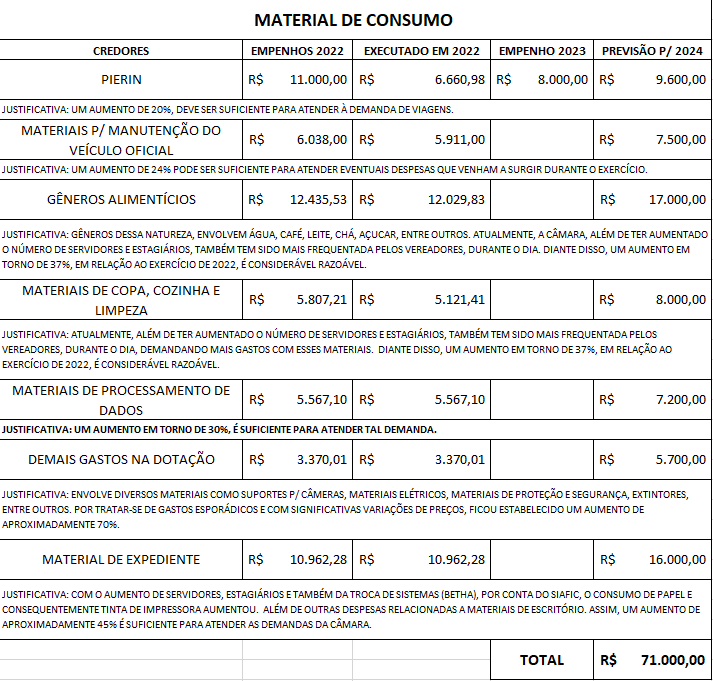 MATERIAL DE CONSUMO
CREDORES EMPENHOS 2022 EXECUTADO EM 2022 EMPENHO 2023 PREVISÃO P/ 2024
PIERIN R$ 11.000,00 R$ 6.660,98 R$ 8.000,00 R$ 9.600,00
JUSTIFICATIVA: UM AUMENTO DE 20%, DEVE SER SUFICIENTE PARA ATENDER À DEMANDA DE VIAGENS.
MATERIAIS P/ MANUTENÇÃO DO
VEÍCULO OFICIAL R$ 6.038,00 R$ 5.911,00 R$ 7.500,00
JUSTIFICATIVA: UM AUMENTO DE 24% PODE SER SUFICIENTE PARA ATENDER EVENTUAIS DESPESAS QUE VENHAM A SURGIR DURANTE O EXERCÍCIO.
GÊNEROS ALIMENTÍCIOS R$ 12.435,53 R$ 12.029,83 R$ 17.000,00
JUSTIFICATIVA: GÊNEROS DESSA NATUREZA, ENVOLVEM ÁGUA, CAFÉ, LEITE, CHÁ, AÇUCAR, ENTRE OUTROS. ATUALMENTE, A CÂMARA, ALÉM DE TER AUMENTADO
O NÚMERO DE SERVIDORES E ESTAGIÁRIOS, TAMBÉM TEM SIDO MAIS FREQUENTADA PELOS VEREADORES, DURANTE O DIA. DIANTE DISSO, UM AUMENTO EM
TORNO DE 37%, EM RELAÇÃO AO EXERCÍCIO DE 2022, É CONSIDERÁVEL RAZOÁVEL.
MATERIAIS DE COPA, COZINHA E
LIMPEZA R$ 5.807,21 R$ 5.121,41 R$ 8.000,00
JUSTIFICATIVA: ATUALMENTE, ALÉM DE TER AUMENTADO O NÚMERO DE SERVIDORES E ESTAGIÁRIOS, TAMBÉM TEM SIDO MAIS FREQUENTADA PELOS
VEREADORES, DURANTE O DIA, DEMANDANDO MAIS GASTOS COM ESSES MATERIAIS. DIANTE DISSO, UM AUMENTO EM TORNO DE 37%, EM RELAÇÃO AO
EXERCÍCIO DE 2022, É CONSIDERÁVEL RAZOÁVEL.
MATERIAIS DE PROCESSAMENTO DE
DADOS R$ 5.567,10 R$ 5.567,10 R$ 7.200,00
JUSTIFICATIVA: UM AUMENTO EM TORNO DE 30%, É SUFICIENTE PARA ATENDER TAL DEMANDA.
DEMAIS GASTOS NA DOTAÇÃO R$ 3.370,01 R$ 3.370,01 R$ 5.700,00
JUSTIFICATIVA: ENVOLVE DIVERSOS MATERIAIS COMO SUPORTES P/ CÂMERAS, MATERIAIS ELÉTRICOS, MATERIAIS DE PROTEÇÃO E SEGURANÇA, EXTINTORES,
ENTRE OUTROS. POR TRATAR-SE DE GASTOS ESPORÁDICOS E COM SIGNIFICATIVAS VARIAÇÕES DE PREÇOS, FICOU ESTABELECIDO UM AUMENTO DE
APROXIMADAMENTE 70%.
MATERIAL DE EXPEDIENTE R$ 10.962,28 R$ 10.962,28 R$ 16.000,00
JUSTIFICATIVA: COM O AUMENTO DE SERVIDORES, ESTAGIÁRIOS E TAMBÉM DA TROCA DE SISTEMAS (BETHA), POR CONTA DO SIAFIC, O CONSUMO DE PAPEL E
CONSEQUENTEMENTE TINTA DE IMPRESSORA AUMENTOU. ALÉM DE OUTRAS DESPESAS RELACIONADAS A MATERIAIS DE ESCRITÓRIO. ASSIM, UM AUMENTO DE
APROXIMADAMENTE 45% É SUFICIENTE PARA ATENDER AS DEMANDAS DA CÂMARA.
TOTAL R$ 71.000,00